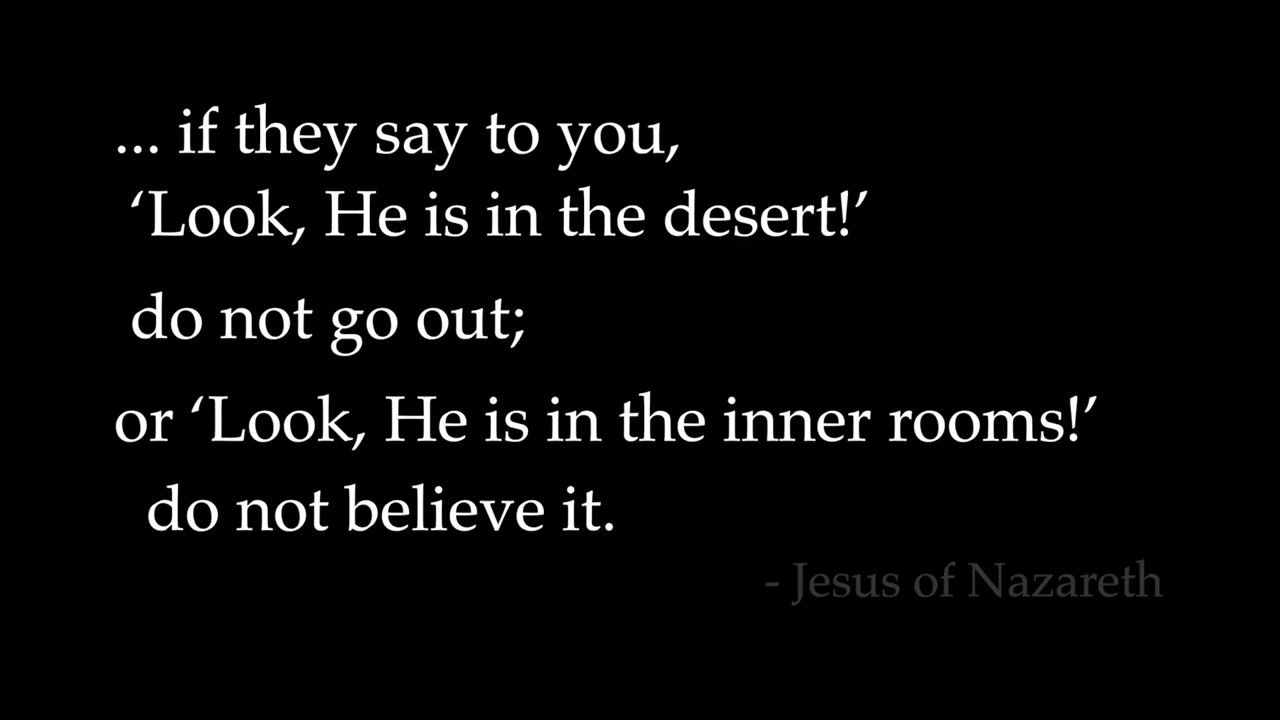 ... if they say to you,
‘Look, He is in the desert!’
do not go out;
or ‘Look, He is in the inner rooms!’
do not believe it.
- Jesus of Nazareth